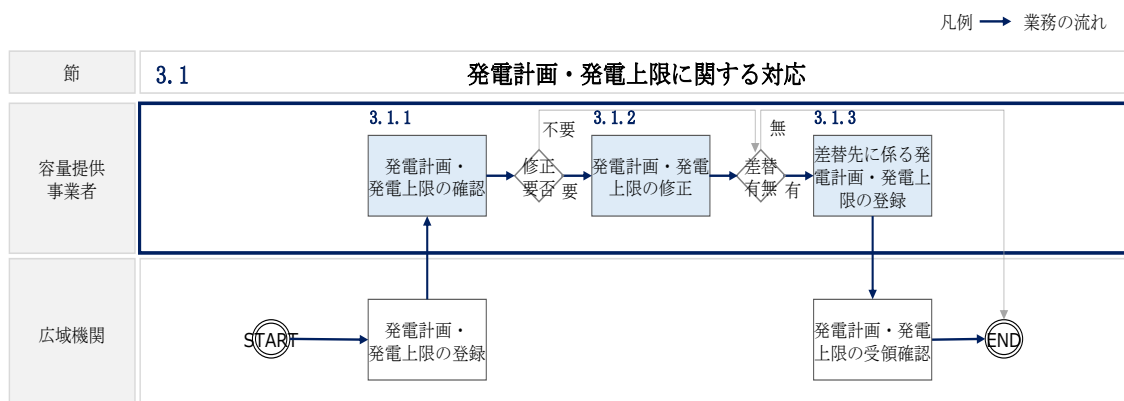 凡例 業務の流れ
節
3.1
発電計画・発電上限に関する対応
容量提供
事業者
3.1.1
発電計画・
発電上限の確認
修正
要否
不要
要
3.1.2
発電計画・発電
上限の修正
差替
有無
無
有
3.1.3
差替先に係る発
電計画・発電上
限の登録
広域機関
START
発電計画・
発電上限の登録
発電計画・発電
上限の受領確認
END